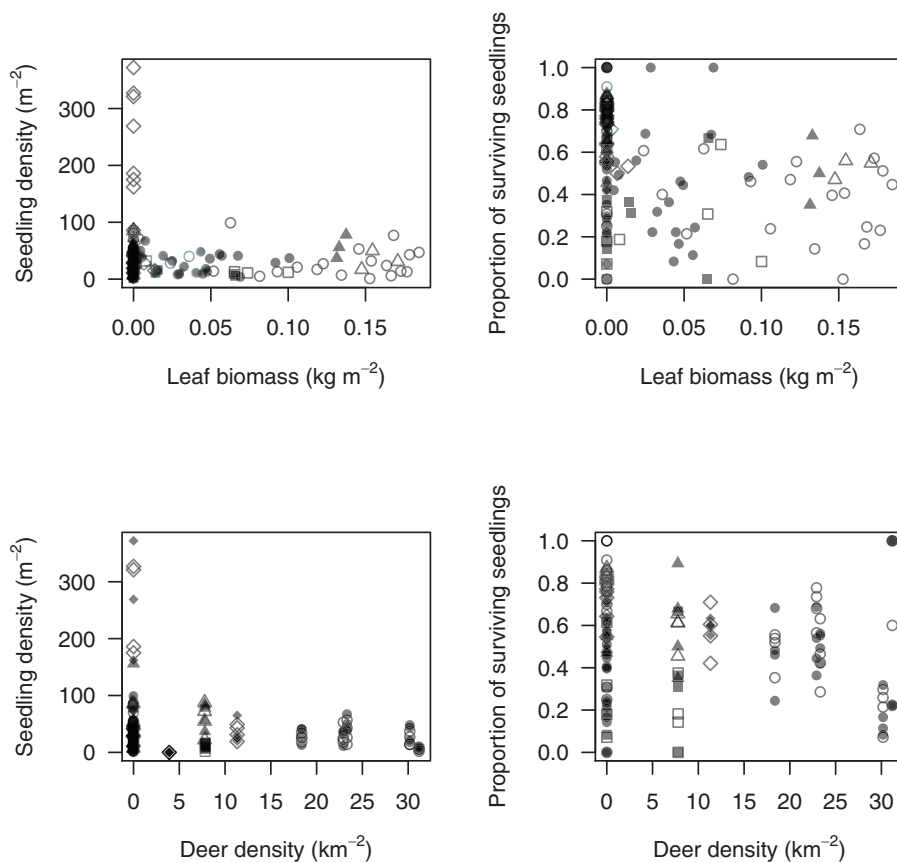 Seedling density (m⁻²)
300
200
100
0
0.00 0.05 0.10 0.15
Leaf biomass (kg m⁻²)
Proportion of surviving seedlings
1.0
0.8
0.6
0.4
0.2
0.0
0.00 0.05 0.10 0.15
Leaf biomass (kg m⁻²)
Seedling density (m⁻²)
300
200
100
0
0 5 10 15 20 25 30
Deer density (km⁻²)
Proportion of surviving seedlings
1.0
0.8
0.6
0.4
0.2
0.0
0 5 10 15 20 25 30
Deer density (km⁻²)